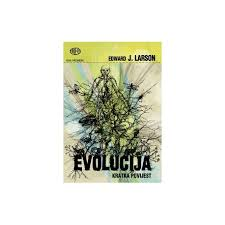 EDWARD J. LARSON
EVOLUCIJA
KRATKA POVIJEST